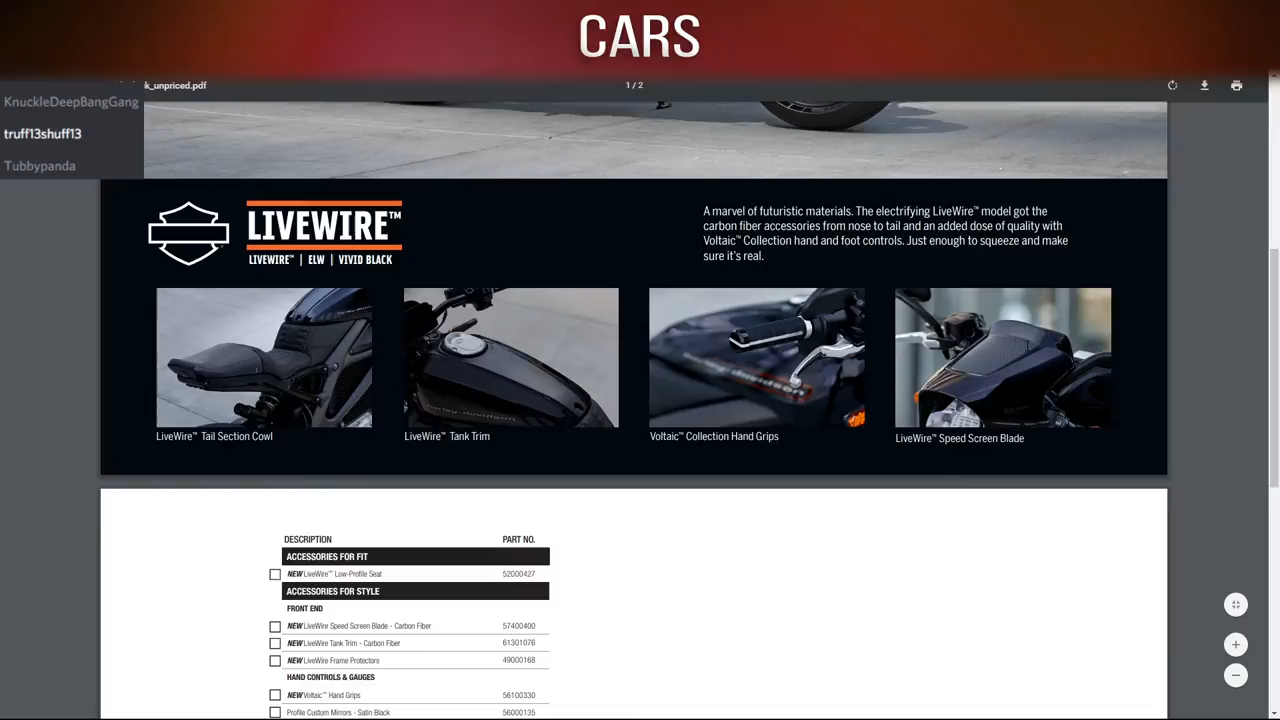 CARS
k_unpriced.pdf
1 / 2
KnuckleDeepBangGang
truff13shuff13
Tubbypanda
LIVEWIRE™
LIVEWIRE™ | ELW | VIVID BLACK
A marvel of futuristic materials. The electrifying LiveWire™ model got the
carbon fiber accessories from nose to tail and an added dose of quality with
Voltaic™ Collection hand and foot controls. Just enough to squeeze and make
sure it's real.
harley-davidson
LiveWire™ Tail Section Cowl
LiveWire™ Tank Trim
Voltaic™ Collection Hand Grips
LiveWire™ Speed Screen Blade
DESCRIPTION PART NO.
ACCESSORIES FOR FIT
NEW LiveWire™ Low-Profile Seat 52000427
ACCESSORIES FOR STYLE
FRONT END
NEW LiveWire Speed Screen Blade - Carbon Fiber 57400400
NEW LiveWire Tank Trim - Carbon Fiber 61301076
NEW LiveWire Frame Protectors 49000168
HAND CONTROLS & GAUGES
NEW Voltaic™ Hand Grips 56100330
Profile Custom Mirrors - Satin Black 56000135